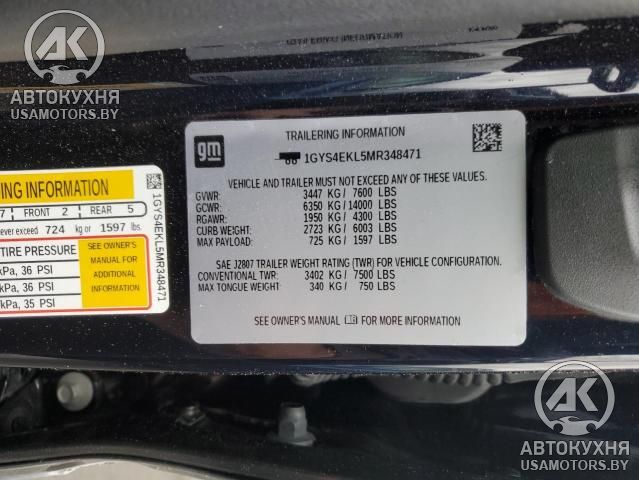 АВТОКУХНЯ
USAMOTORS.BY
gm
TRAILERING INFORMATION
1GYS4EKL5MR348471
VEHICLE AND TRAILER MUST NOT EXCEED ANY OF THESE VALUES.
GVWR: 3447 KG / 7600 LBS
GCWR: 6350 KG/14000 LBS
RGAWR: 1950 KG / 4300 LBS
CURB WEIGHT: 2723 KG / 6003 LBS
MAX PAYLOAD: 725 KG / 1597 LBS
SAE J2807 TRAILER WEIGHT RATING (TWR) FOR VEHICLE CONFIGURATION.
CONVENTIONAL TWR: 3402 KG / 7500 LBS
MAX TONGUE WEIGHT: 340 KG / 750 LBS
SEE OWNER'S MANUAL FOR MORE INFORMATION
ING INFORMATION
7 FRONT 2 REAR 5
ever exceed 724 kg or 1597 lbs.
TIRE PRESSURE
kPa, 36 PSI
kPa, 36 PSI
kPa, 35 PSI
SEE OWNER'S
MANUAL FOR
ADDITIONAL
INFORMATION
1GYS4EKL5MR348471
АВТОКУХНЯ
USAMOTORS.BY